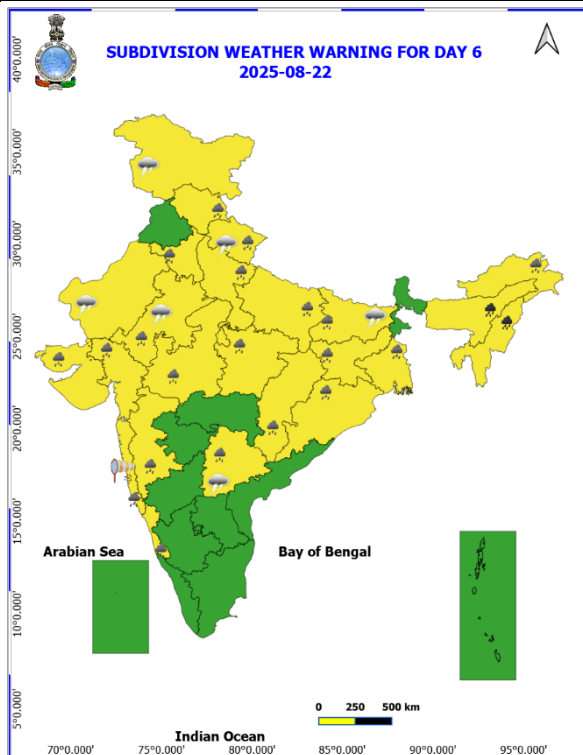 SUBDIVISION WEATHER WARNING FOR DAY 6
2025-08-22
40°0.000'
35°0.000'
30°0.000'
25°0.000'
20°0.000'
15°0.000'
10°0.000'
5°0.000'
Arabian Sea
Bay of Bengal
0 250 500 km
Indian Ocean
70°0.000' 75°0.000' 80°0.000' 85°0.000' 90°0.000' 95°0.000'